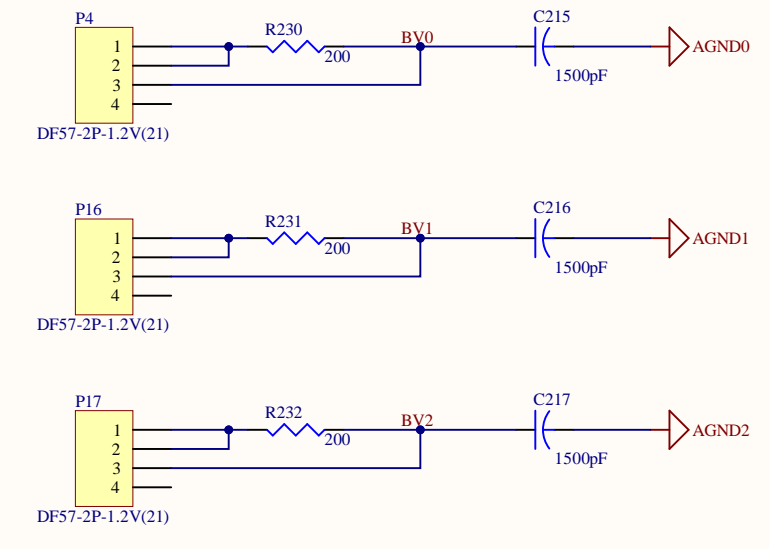 P4
R230
BV0
C215
1
AGND0
2
200
3
1500pF
4
DF57-2P-1.2V(21)
P16
R231
BV1
C216
1
AGND1
2
200
3
1500pF
4
DF57-2P-1.2V(21)
P17
R232
BV2
C217
1
AGND2
2
200
3
1500pF
4
DF57-2P-1.2V(21)